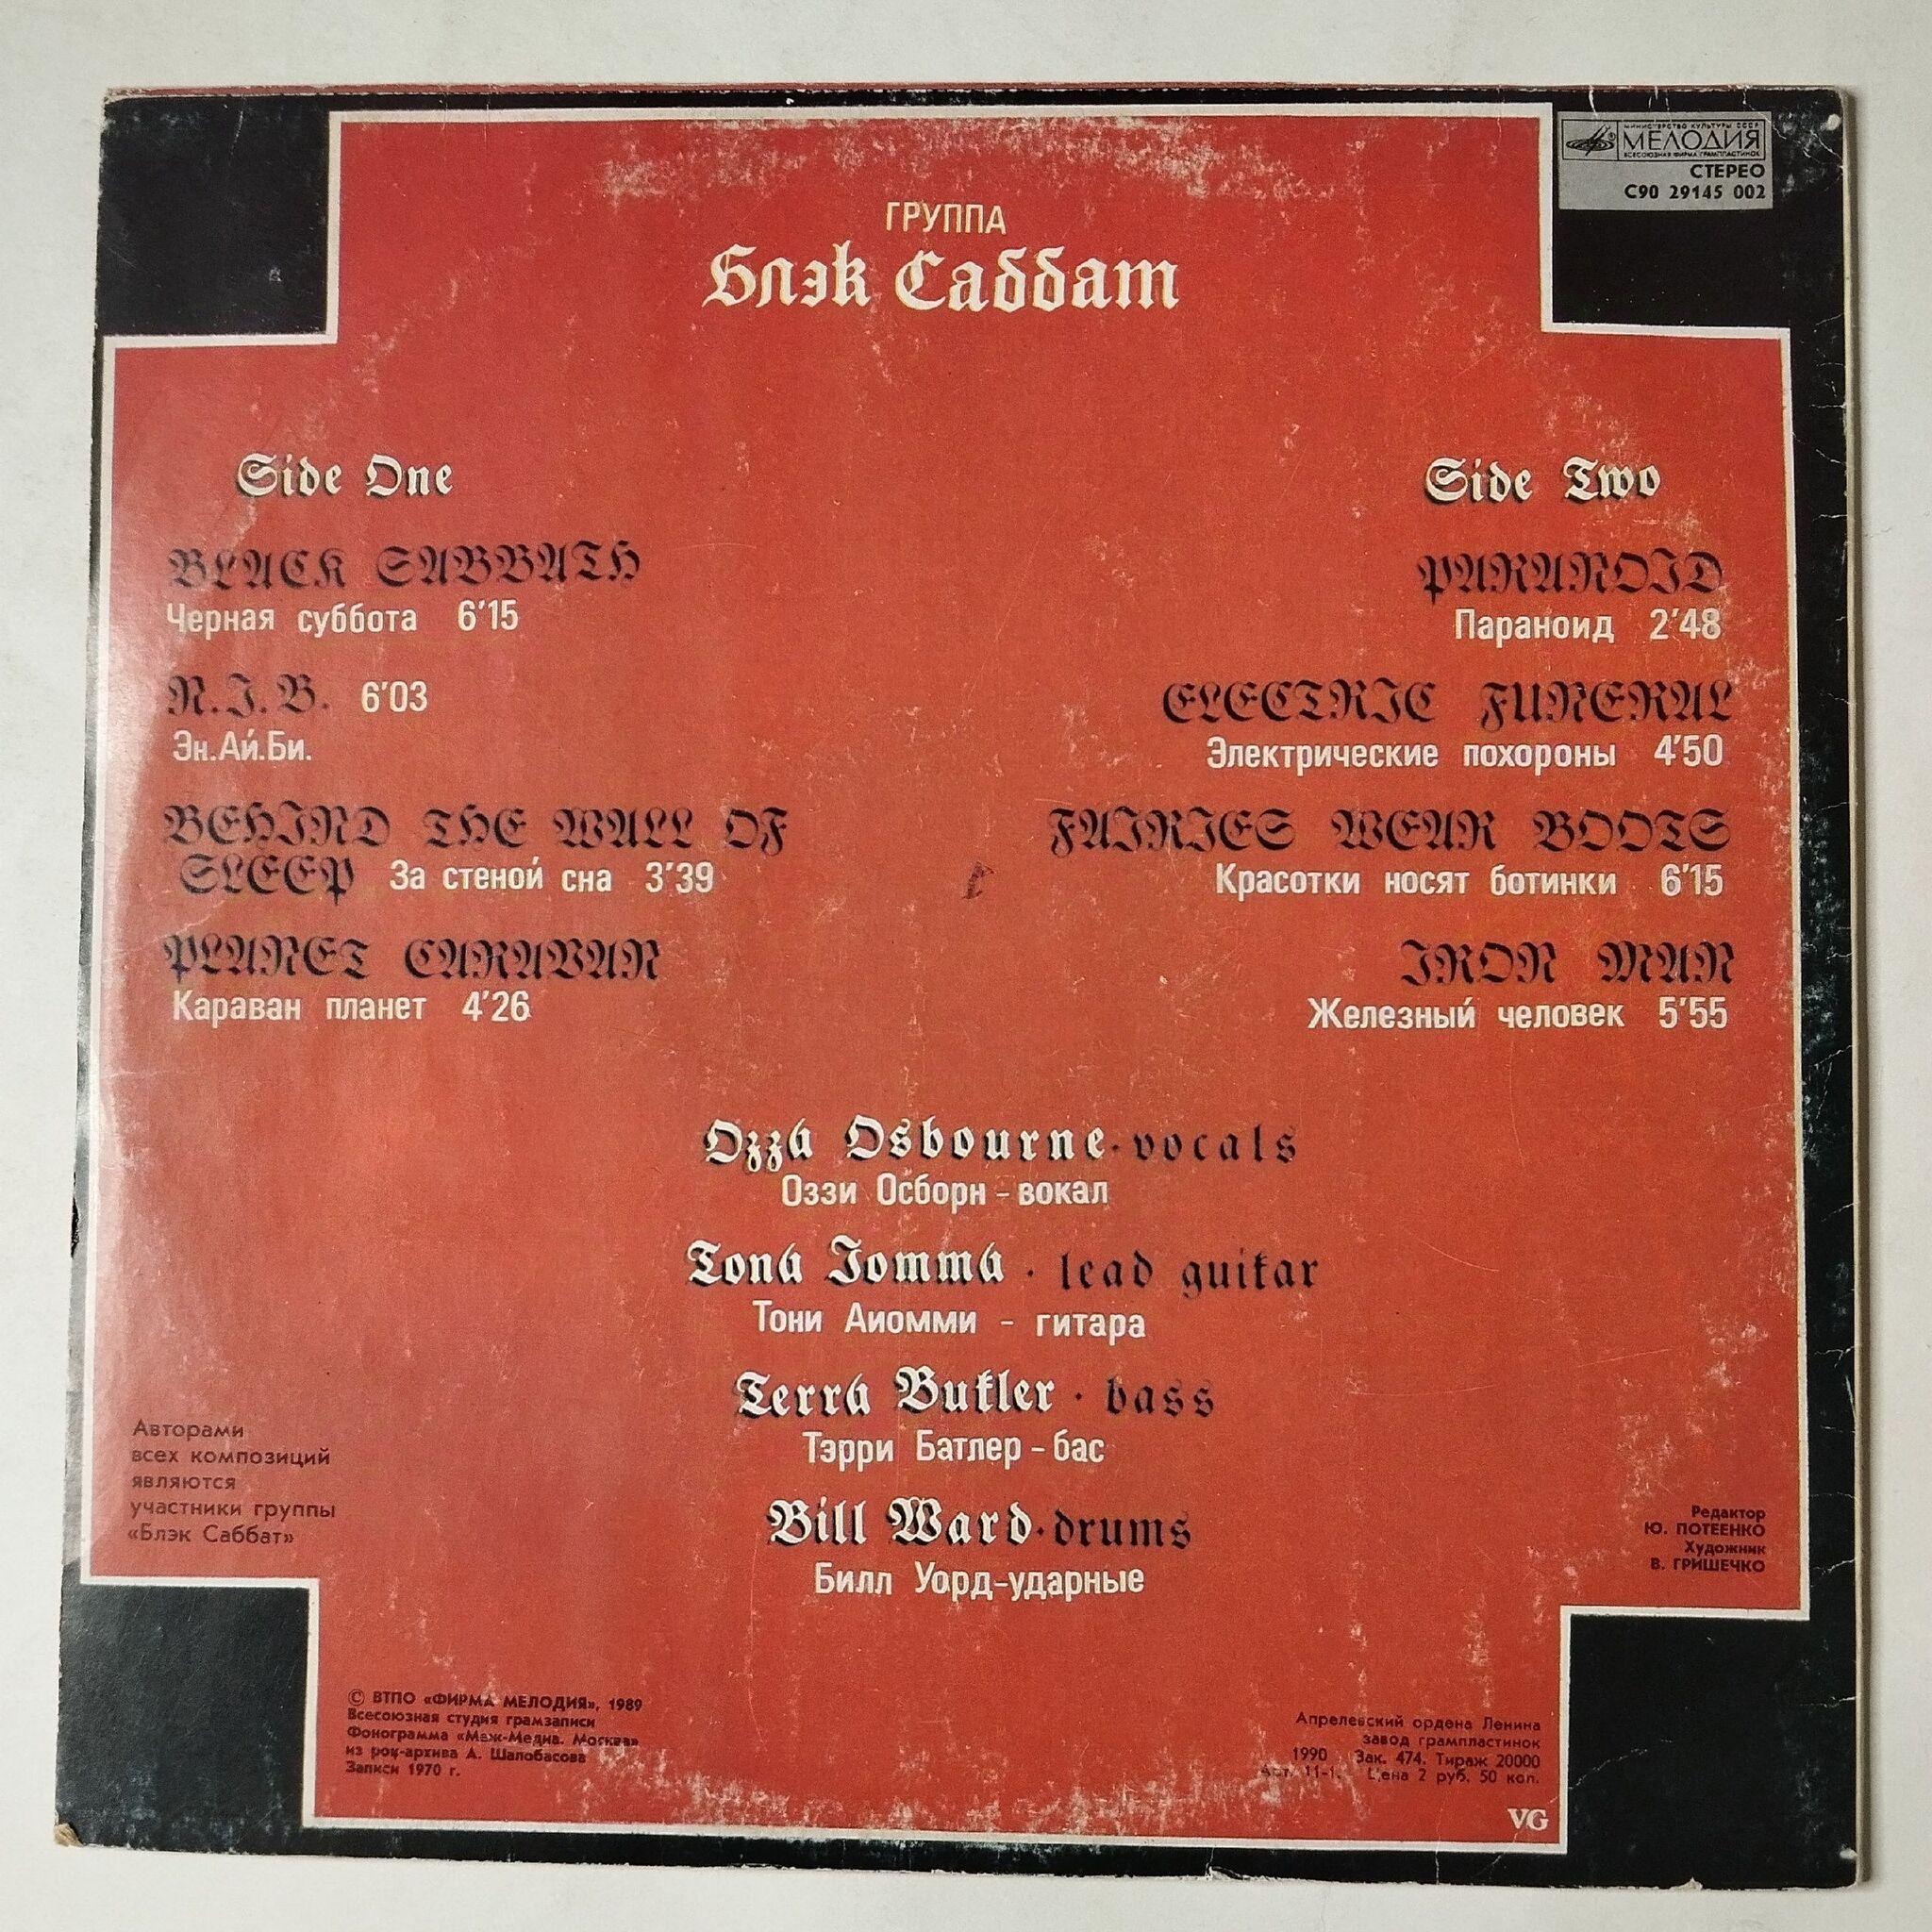 МИНИСТЕРСТВО КУЛЬТУРЫ СССР
МЕЛОДИЯ
ВСЕСОЮЗНАЯ ФИРМА ГРАМПЛАСТИНОК
СТЕРЕО
С90 29145 002
ГРУППА
Блэк Саббат
Side One
BLACK SABBATH
Черная суббота 6'15
N.I.B. 6'03
Эн.Ай.Би.
BEHIND THE WALL OF
SLEEP За стеной сна 3'39
PLANET CARAVAN
Караван планет 4'26
Side Two
PARANOID
Параноид 2'48
ELECTRIC FUNERAL
Электрические похороны 4'50
FAIRIES WEAR BOOTS
Красотки носят ботинки 6'15
IRON MAN
Железный человек 5'55
Ozzy Osbourne · vocals
Оззи Осборн - вокал
Tony Iommy · lead guitar
Тони Аиомми - гитара
Terry Butler · bass
Тэрри Батлер - бас
Bill Ward · drums
Билл Уорд-ударные
Авторами
всех композиций
являются
участники группы
«Блэк Саббат»
Редактор
Ю. ПОТЕЕНКО
Художник
В. ГРИШЕЧКО
© ВТПО «ФИРМА МЕЛОДИЯ», 1989
Всесоюзная студия грамзаписи
Фонограмма «Маж-Медиа. Москва»
из рок-архива А. Шалобасова
Записи 1970 г.
Апрелевский ордена Ленина
завод грампластинок
1990 Зак. 474. Тираж 20000
Арт. 11-1. Цена 2 руб. 50 коп.
VG